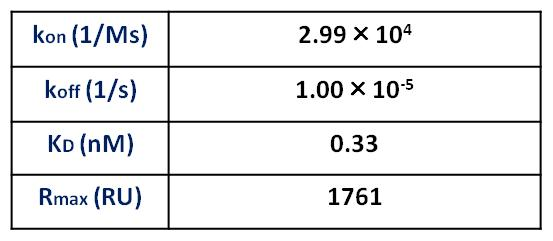 kon (1/Ms) 2.99 × 10⁴
koff (1/s) 1.00 × 10⁻⁵
KD (nM) 0.33
Rmax (RU) 1761